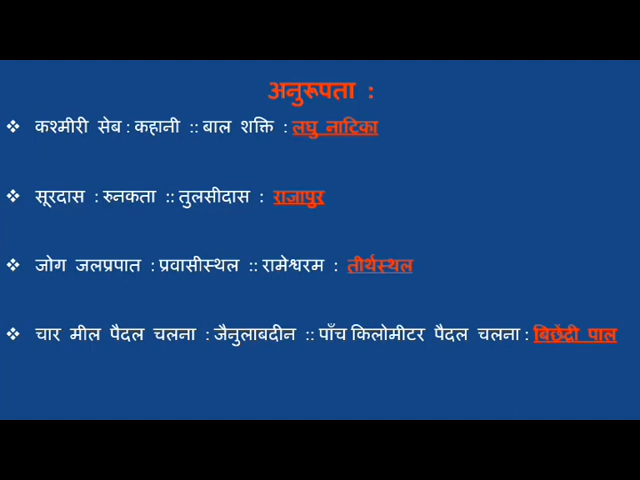 अनुरूपता :
❖ कश्मीरी सेब : कहानी :: बाल शक्ति : लघु नाटिका
❖ सूरदास : रुनकता :: तुलसीदास : राजापुर
❖ जोग जलप्रपात : प्रवासीस्थल :: रामेश्वरम : तीर्थस्थल
❖ चार मील पैदल चलना : जैनुलाबदीन :: पाँच किलोमीटर पैदल चलना : बिछेंद्री पाल